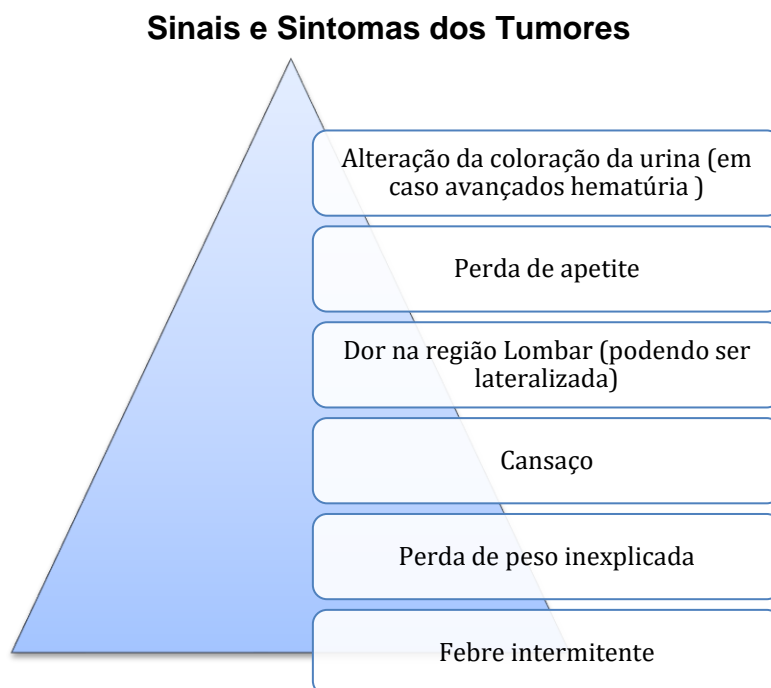 Sinais e Sintomas dos Tumores
Alteração da coloração da urina (em
caso avançados hematúria )
Perda de apetite
Dor na região Lombar (podendo ser
lateralizada)
Cansaço
Perda de peso inexplicada
Febre intermitente